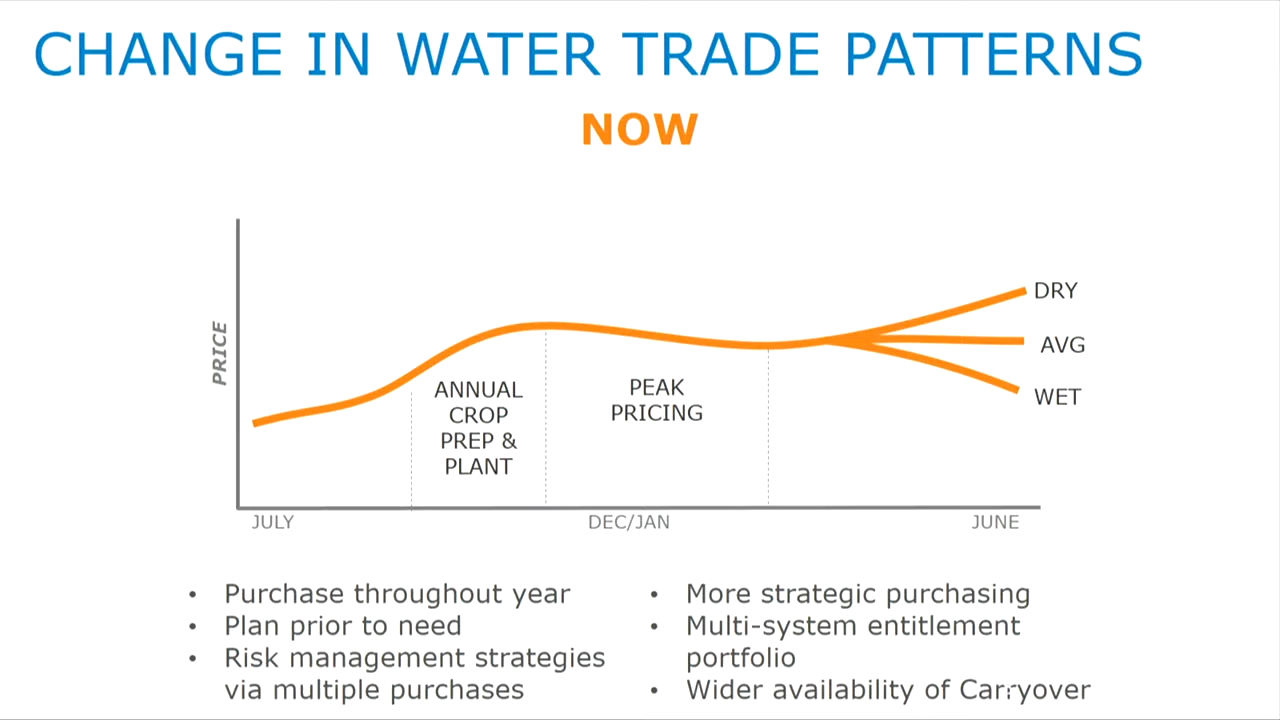 CHANGE IN WATER TRADE PATTERNS
NOW
PRICE
DRY
AVG
WET
ANNUAL
CROP
PREP &
PLANT
PEAK
PRICING
JULY
DEC/JAN
JUNE
• Purchase throughout year
• Plan prior to need
• Risk management strategies
via multiple purchases
• More strategic purchasing
• Multi-system entitlement
portfolio
• Wider availability of Carryover